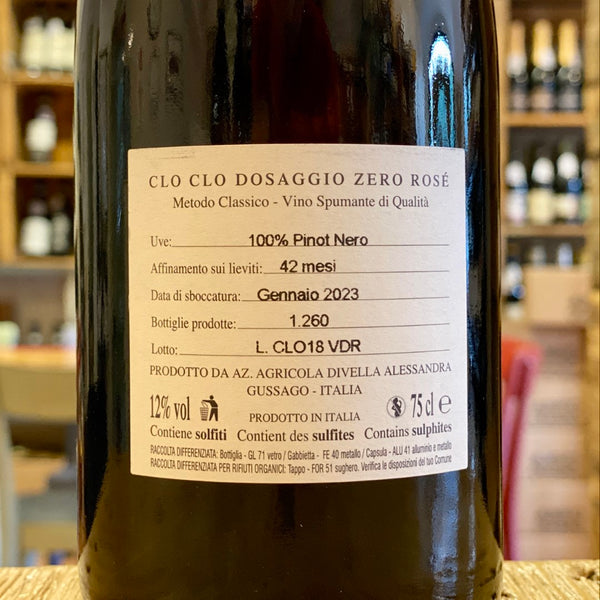 CLO CLO DOSAGGIO ZERO ROSÉ
Metodo Classico - Vino Spumante di Qualità
Uve: 100% Pinot Nero
Affinamento sui lieviti: 42 mesi
Data di sboccatura: Gennaio 2023
Bottiglie prodotte: 1.260
Lotto: L. CLO18 VDR
PRODOTTO DA AZ. AGRICOLA DIVELLA ALESSANDRA
GUSSAGO - ITALIA
12% vol PRODOTTO IN ITALIA 75 cl ℮
Contiene solfiti Contient des sulfites Contains sulphites
RACCOLTA DIFFERENZIATA: Bottiglia - GL 71 vetro / Gabbietta - FE 40 metallo / Capsula - ALU 41 alluminio e metallo
RACCOLTA DIFFERENZIATA PER RIFIUTI ORGANICI: Tappo - FOR 51 sughero. Verifica le disposizioni del tuo Comune